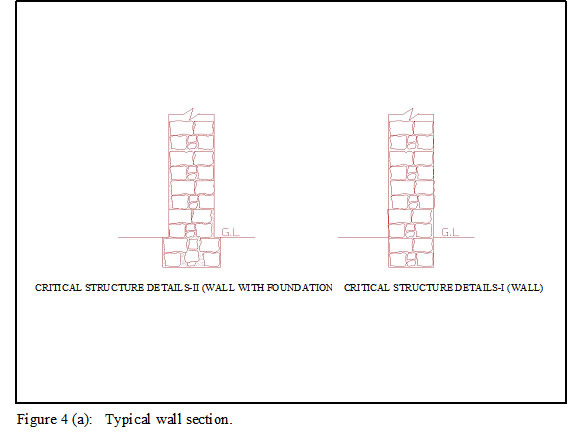 G.L G.L
CRITICAL STRUCTURE DETAILS-II (WALL WITH FOUNDATION CRITICAL STRUCTURE DETAILS-I (WALL)
Figure 4 (a): Typical wall section.